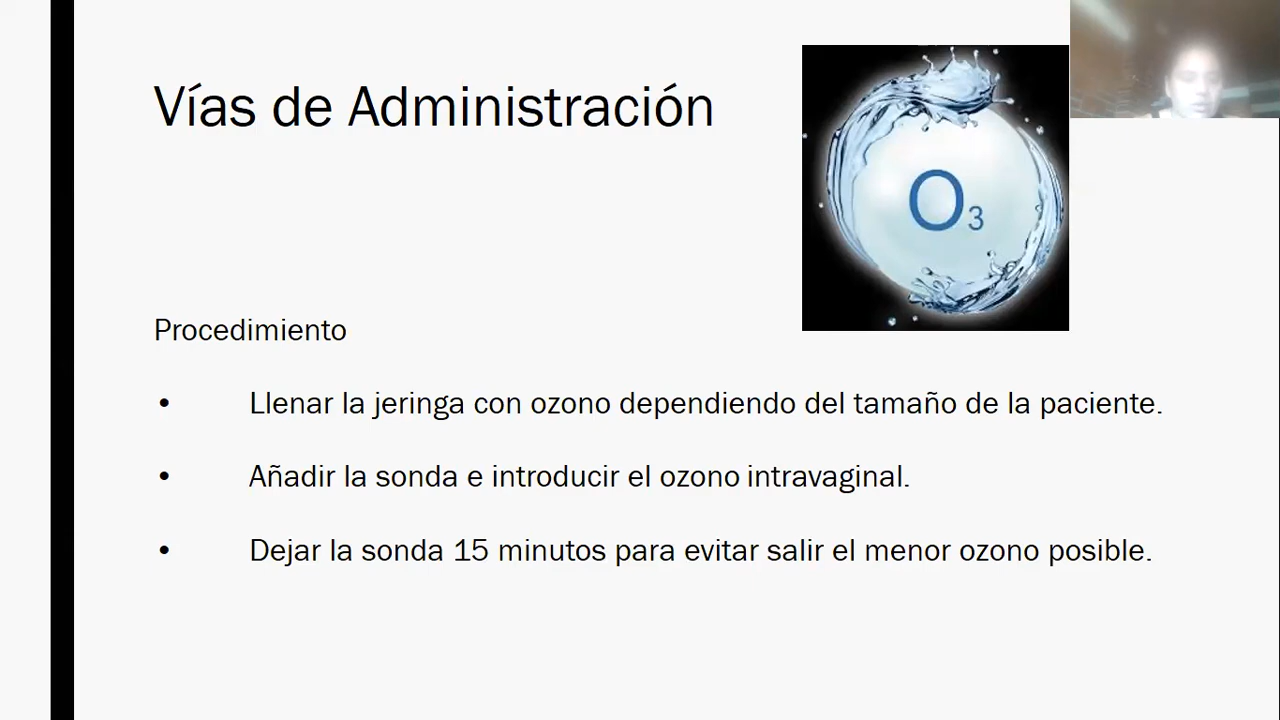 Vías de Administración
O3
Procedimiento
• Llenar la jeringa con ozono dependiendo del tamaño de la paciente.
• Añadir la sonda e introducir el ozono intravaginal.
• Dejar la sonda 15 minutos para evitar salir el menor ozono posible.